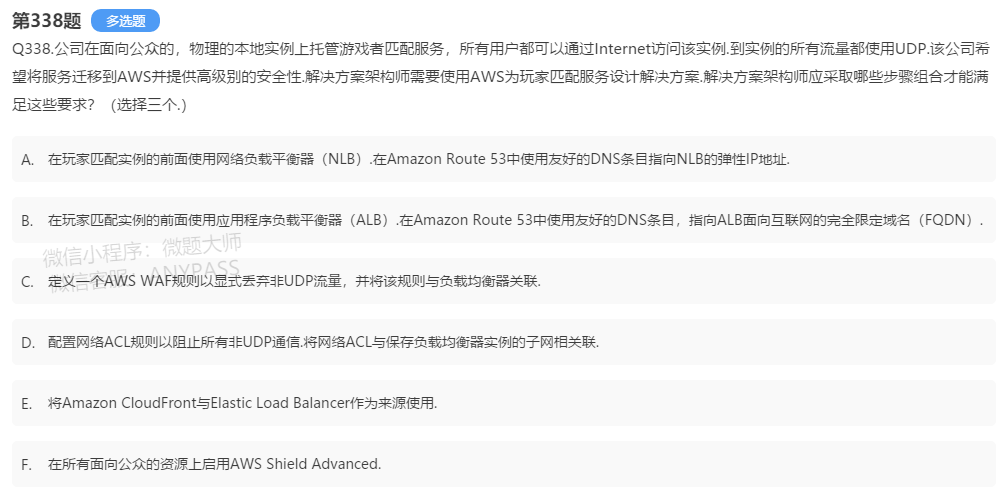 第338题 多选题
Q338.公司在面向公众的，物理的本地实例上托管游戏者匹配服务，所有用户都可以通过Internet访问该实例.到实例的所有流量都使用UDP.该公司希
望将服务迁移到AWS并提供高级别的安全性.解决方案架构师需要使用AWS为玩家匹配服务设计解决方案.解决方案架构师应采取哪些步骤组合才能满
足这些要求？（选择三个.）
A. 在玩家匹配实例的前面使用网络负载平衡器（NLB）.在Amazon Route 53中使用友好的DNS条目指向NLB的弹性IP地址.
B. 在玩家匹配实例的前面使用应用程序负载平衡器（ALB）.在Amazon Route 53中使用友好的DNS条目，指向ALB面向互联网的完全限定域名（FQDN）.
微信小程序：微题大师
微信客服：ANYPASS
C. 定义一个AWS WAF规则以显式丢弃非UDP流量，并将该规则与负载均衡器关联.
D. 配置网络ACL规则以阻止所有非UDP通信.将网络ACL与保存负载均衡器实例的子网相关联.
E. 将Amazon CloudFront与Elastic Load Balancer作为来源使用.
F. 在所有面向公众的资源上启用AWS Shield Advanced.